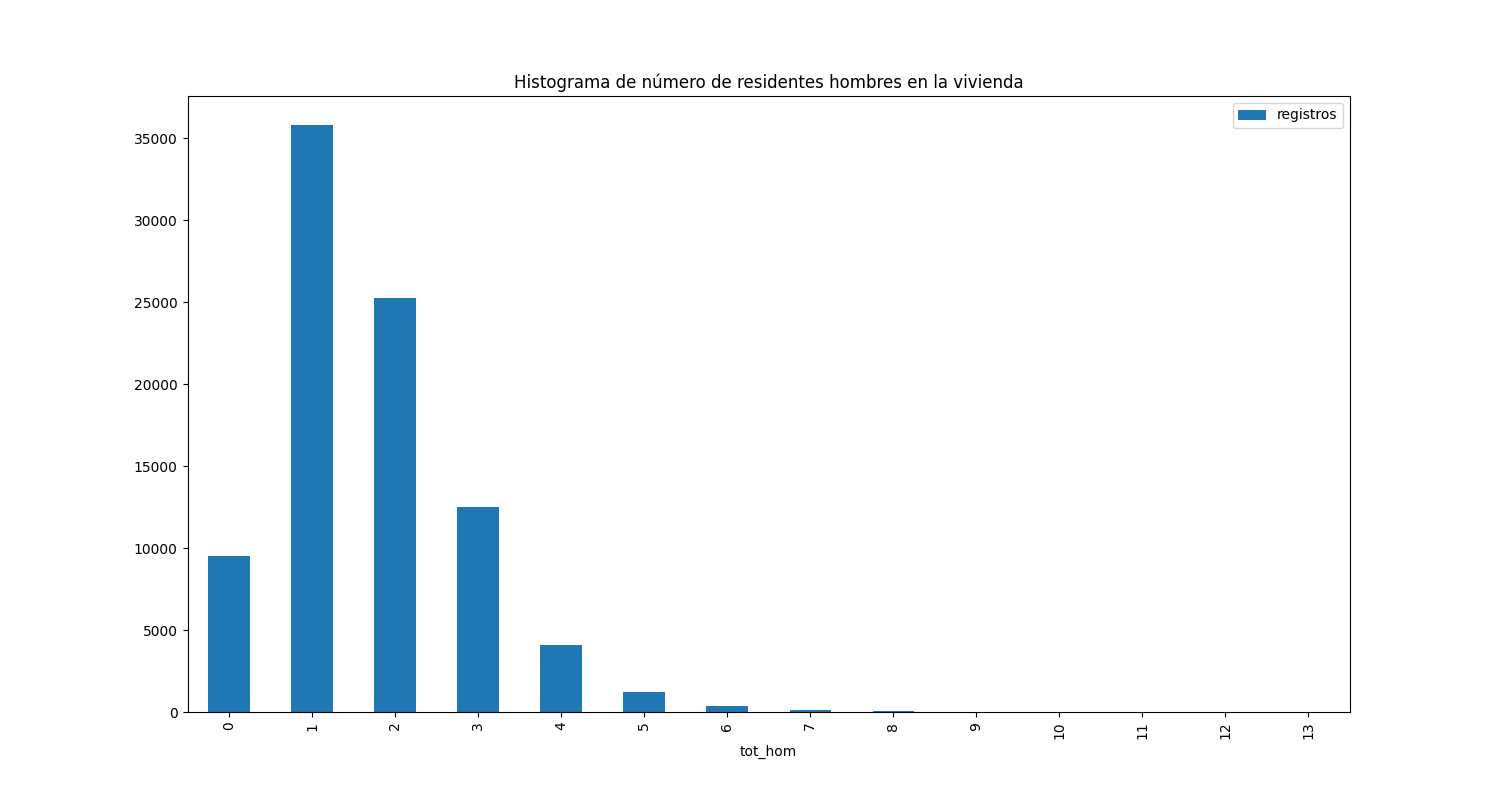 Histograma de número de residentes hombres en la vivienda
registros
35000
30000
25000
20000
15000
10000
5000
0
0 1 2 3 4 5 6 7 8 9 10 11 12 13
tot_hom